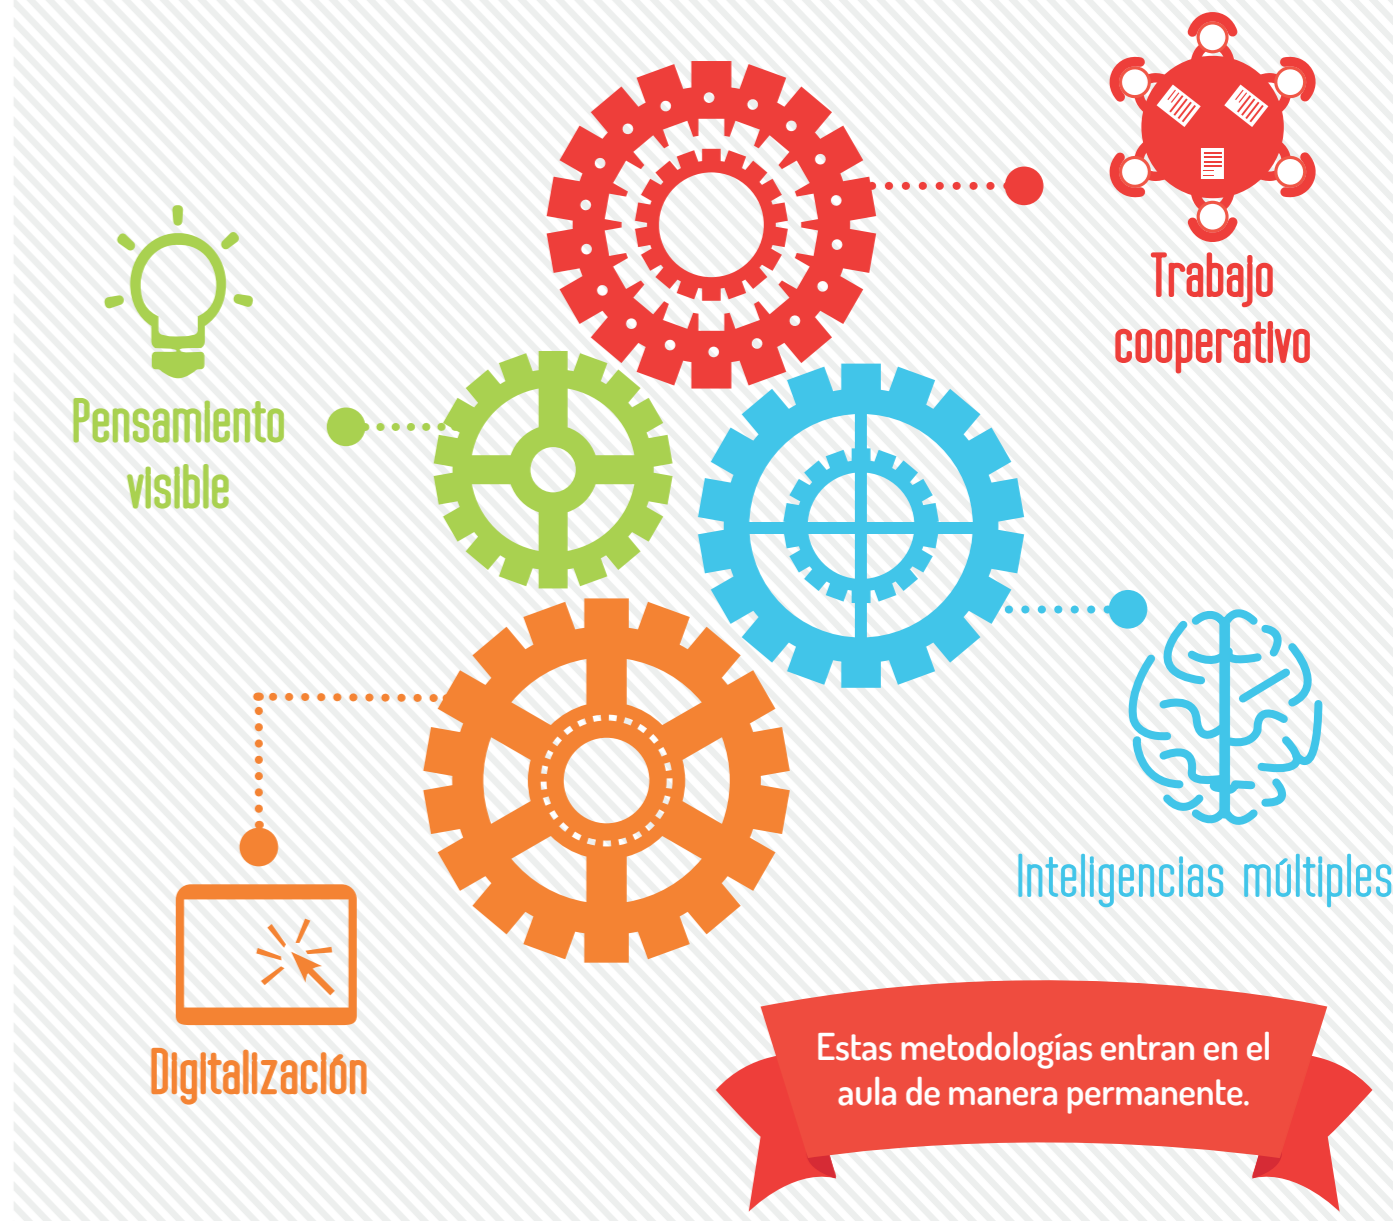 Trabajo
cooperativo
Pensamiento
visible
Inteligencias múltiples
Digitalización
Estas metodologías entran en el
aula de manera permanente.